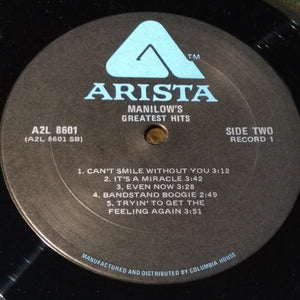 TM
ARISTA
MANILOW'S
GREATEST HITS
A2L 8601
(A2L 8601 SB)
SIDE TWO
RECORD 1
1. CAN'T SMILE WITHOUT YOU 3:12
2. IT'S A MIRACLE 3:42
3. EVEN NOW 3:28
4. BANDSTAND BOOGIE 2:49
5. TRYIN' TO GET THE
FEELING AGAIN 3:51
MANUFACTURED AND DISTRIBUTED BY COLUMBIA HOUSE